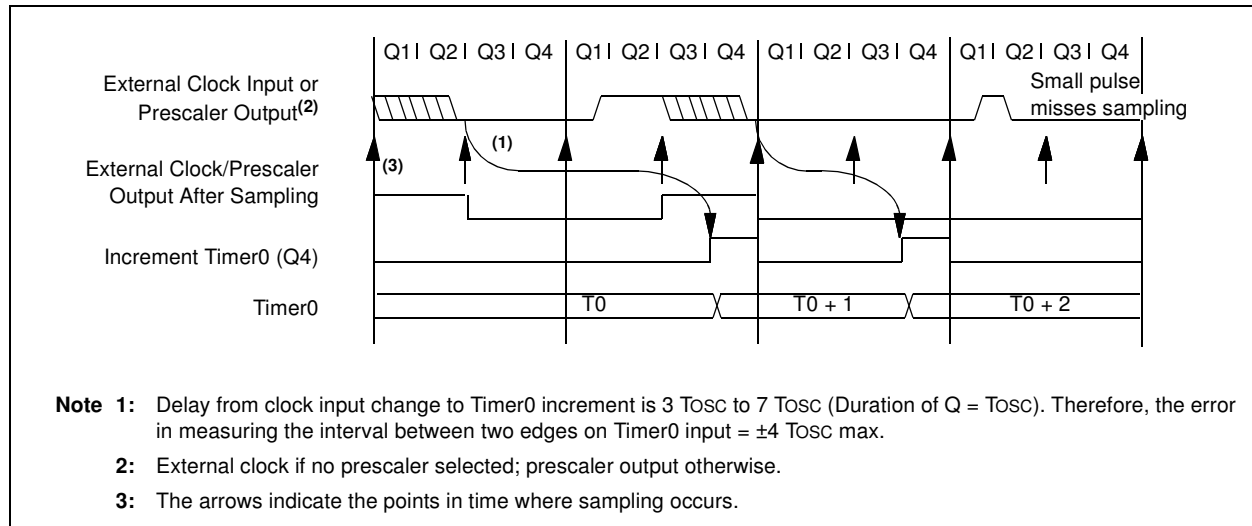 Q1 Q2 Q3 Q4 Q1 Q2 Q3 Q4 Q1 Q2 Q3 Q4 Q1 Q2 Q3 Q4
External Clock Input or
Prescaler Output(2)
Small pulse
misses sampling
(1)
(3)
External Clock/Prescaler
Output After Sampling
Increment Timer0 (Q4)
Timer0
T0
T0 + 1
T0 + 2
Note 1: Delay from clock input change to Timer0 increment is 3 TOSC to 7 TOSC (Duration of Q = TOSC). Therefore, the error
in measuring the interval between two edges on Timer0 input = ±4 TOSC max.
2: External clock if no prescaler selected; prescaler output otherwise.
3: The arrows indicate the points in time where sampling occurs.